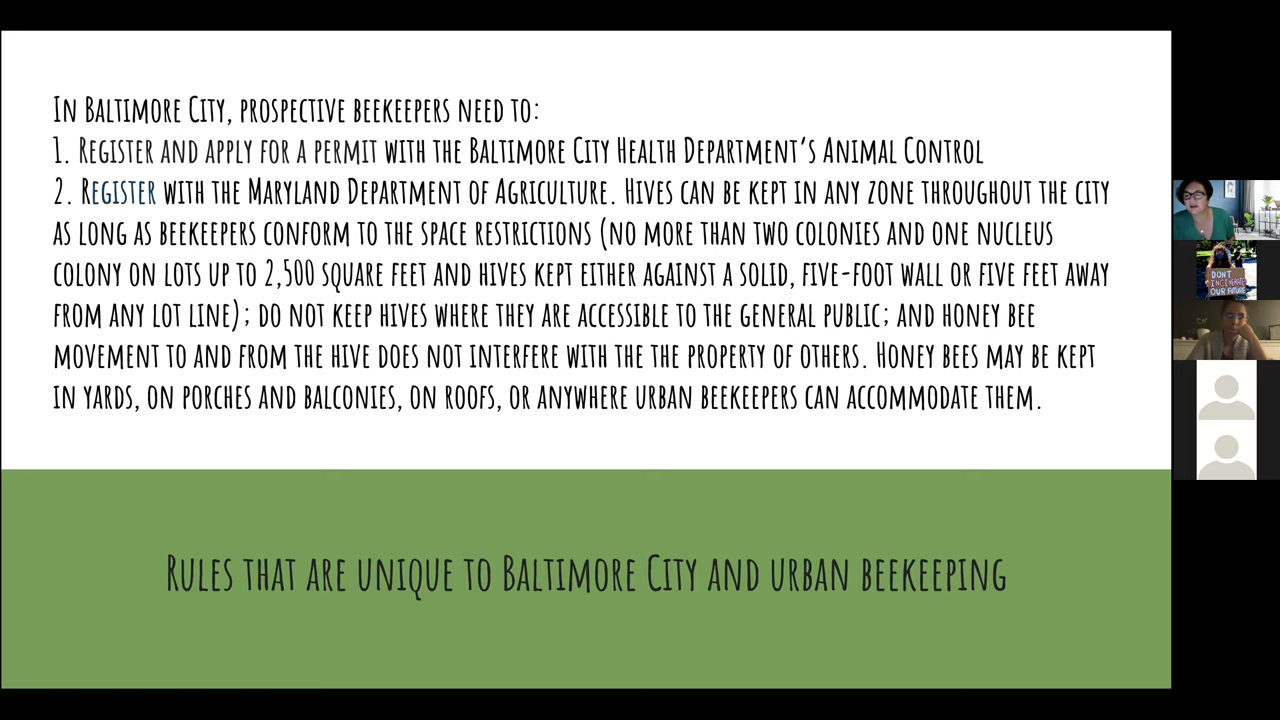 In Baltimore City, prospective beekeepers need to:
1. Register and apply for a permit with the Baltimore City Health Department's Animal Control
2. Register with the Maryland Department of Agriculture. Hives can be kept in any zone throughout the city
as long as beekeepers conform to the space restrictions (no more than two colonies and one nucleus
colony on lots up to 2,500 square feet and hives kept either against a solid, five-foot wall or five feet away
from any lot line); do not keep hives where they are accessible to the general public; and honey bee
movement to and from the hive does not interfere with the the property of others. Honey bees may be kept
in yards, on porches and balconies, on roofs, or anywhere urban beekeepers can accommodate them.
Rules that are unique to Baltimore City and urban beekeeping
DON'T
INCINERATE
OUR FUTURE